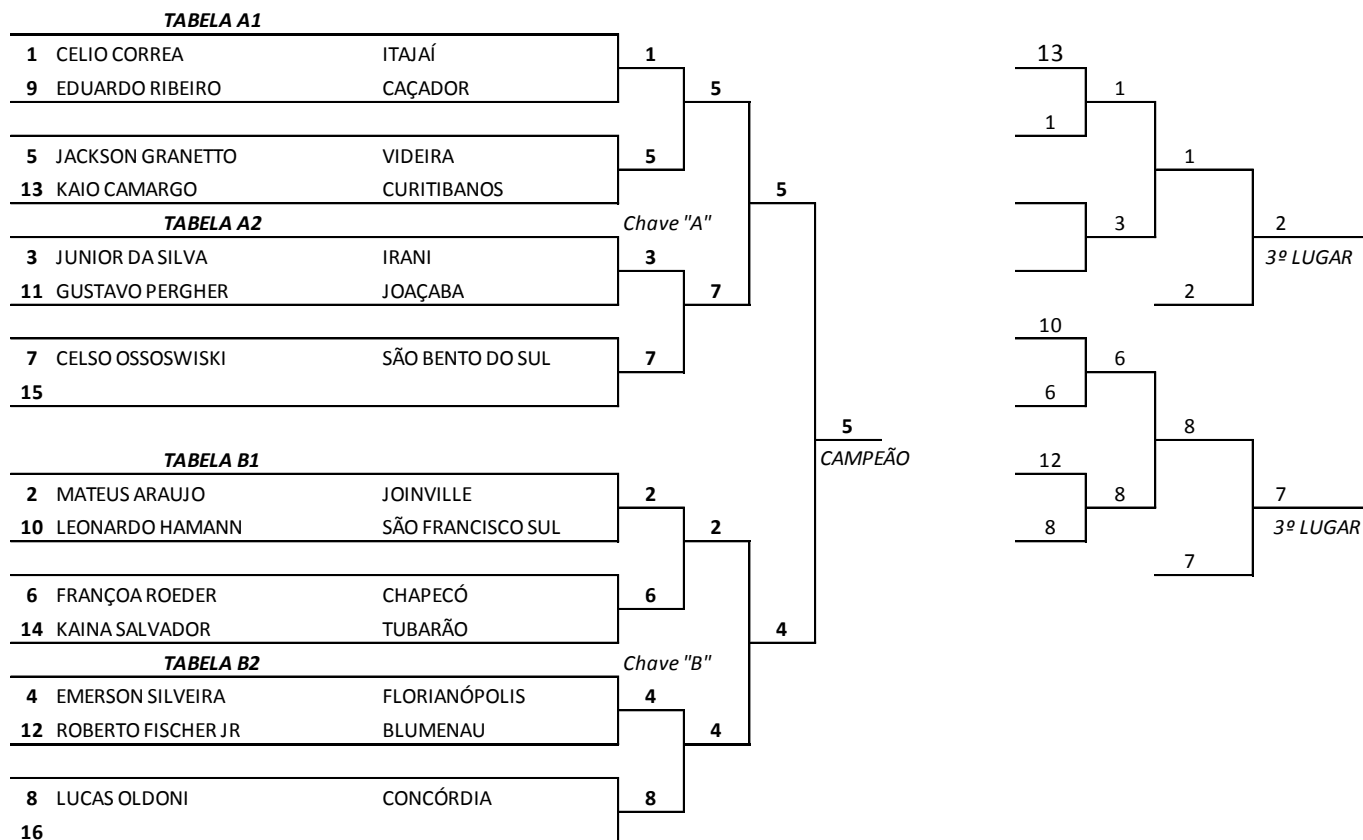 TABELA A1
1 CELIO CORREA ITAJAÍ 1 13
9 EDUARDO RIBEIRO CAÇADOR 5 1
1
5 JACKSON GRANETTO VIDEIRA 5 1
13 KAIO CAMARGO CURITIBANOS 5
TABELA A2 Chave "A" 3 2
3 JUNIOR DA SILVA IRANI 3 3º LUGAR
11 GUSTAVO PERGHER JOAÇABA 7 2
10
7 CELSO OSSOSWISKI SÃO BENTO DO SUL 7 6
15 6
5 8
TABELA B1 CAMPEÃO 12
2 MATEUS ARAUJO JOINVILLE 2 8 7
10 LEONARDO HAMANN SÃO FRANCISCO SUL 2 8 3º LUGAR
7
6 FRANÇOA ROEDER CHAPECÓ 6
14 KAINA SALVADOR TUBARÃO 4
TABELA B2 Chave "B"
4 EMERSON SILVEIRA FLORIANÓPOLIS 4
12 ROBERTO FISCHER JR BLUMENAU 4
8 LUCAS OLDONI CONCÓRDIA 8
16